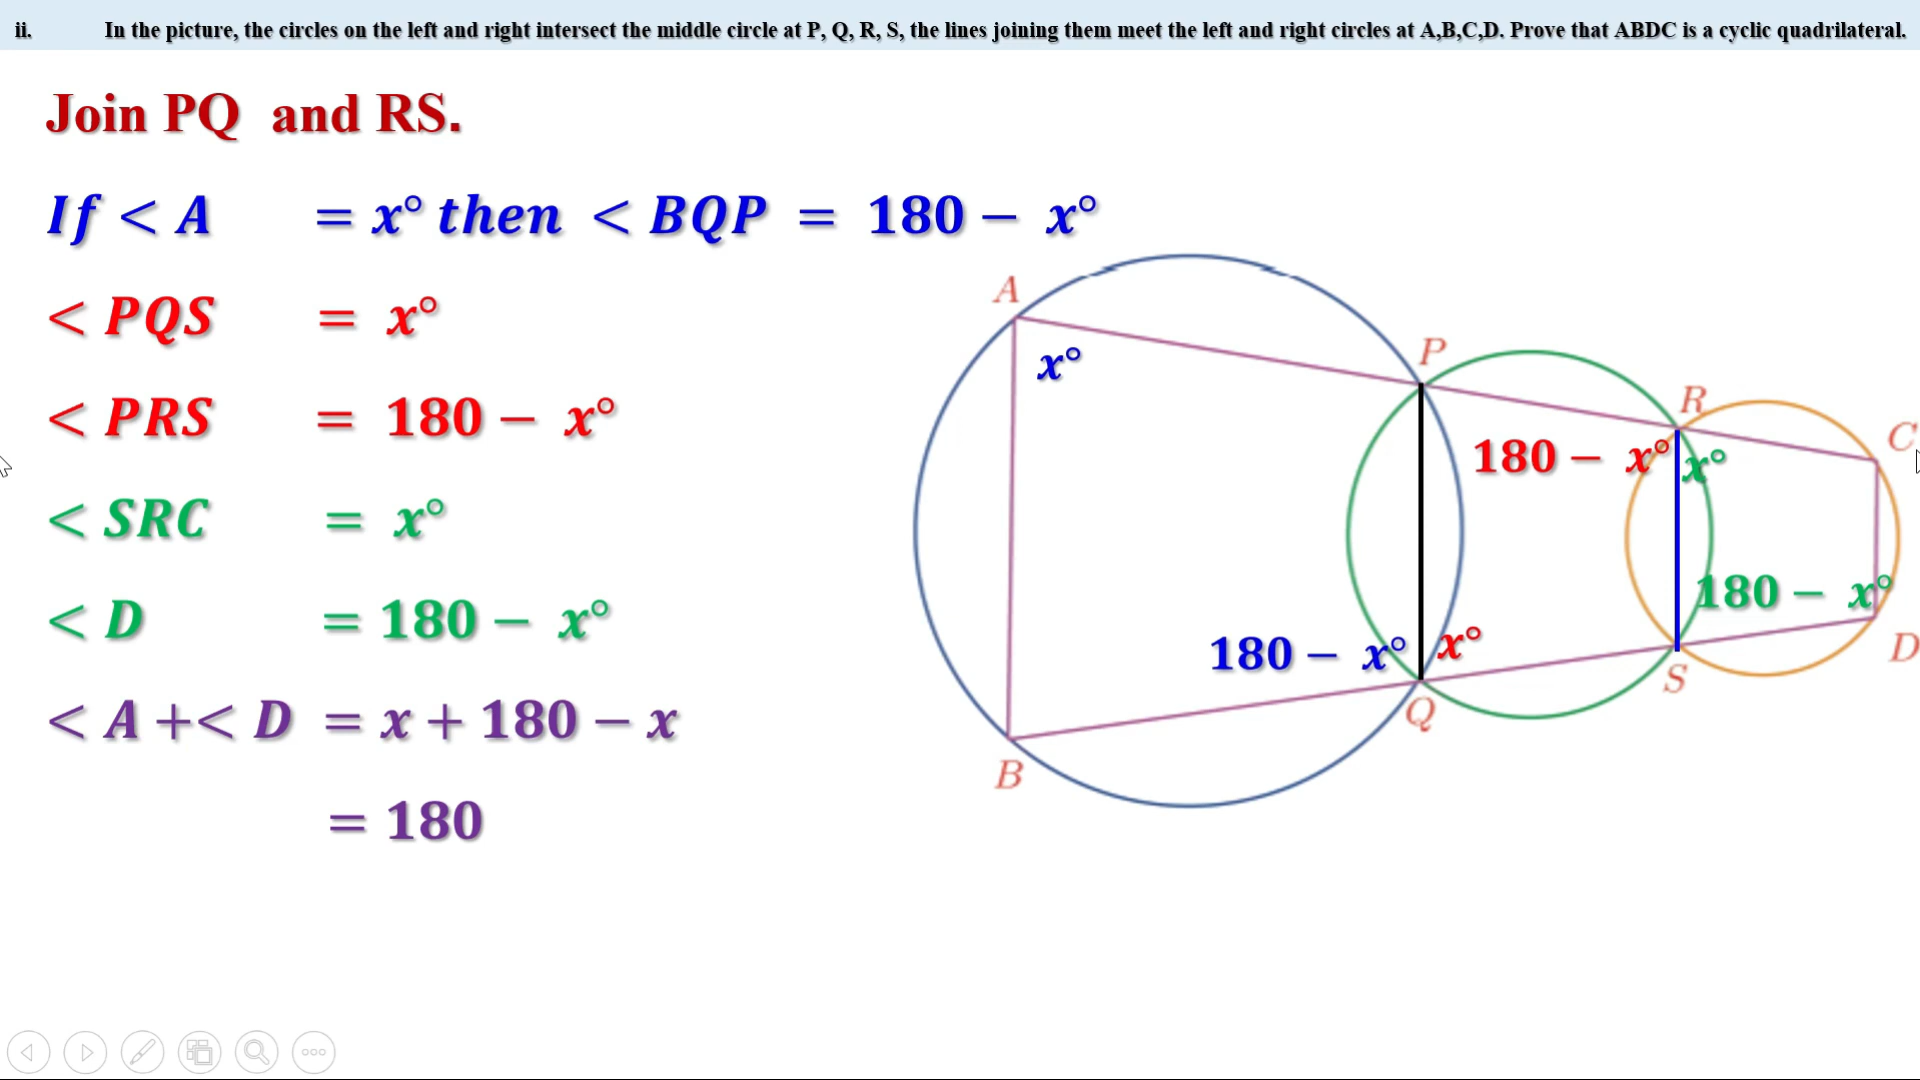 ii. In the picture, the circles on the left and right intersect the middle circle at P, Q, R, S, the lines joining them meet the left and right circles at A,B,C,D. Prove that ABDC is a cyclic quadrilateral.
Join PQ and RS.
If < A = x° then < BQP = 180 − x°
< PQS = x°
< PRS = 180 − x°
< SRC = x°
< D = 180 − x°
< A +< D = x + 180 − x
= 180
A
x°
P
R
C
180 − x°
x°
180 − x°
180 − x°
x°
D
S
Q
B